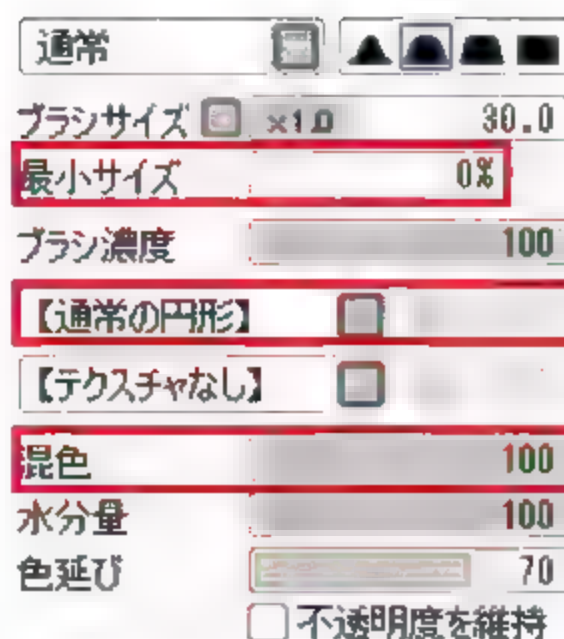 通常
ブラシサイズ ×1.0 30.0
最小サイズ 0%
ブラシ濃度 100
【通常の円形】
【テクスチャなし】
混色 100
水分量 100
色延び 70
不透明度を維持